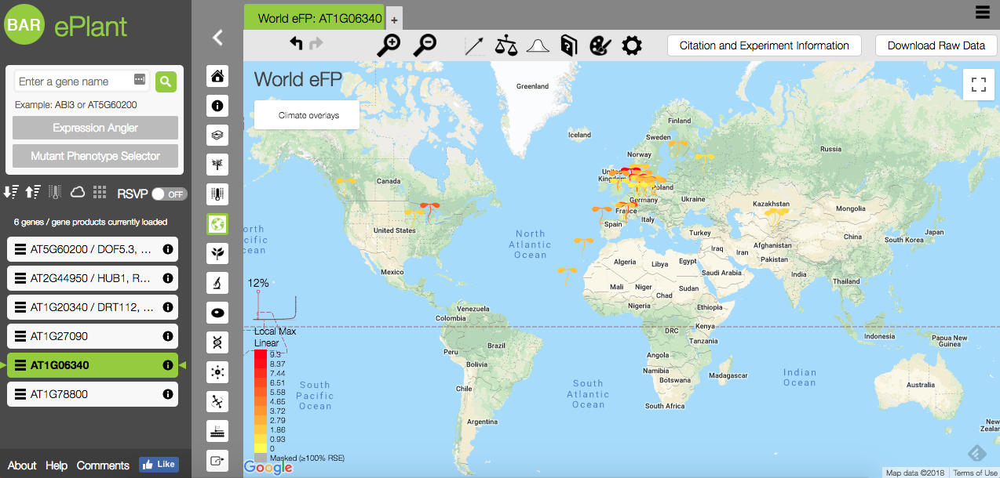 BAR ePlant
Enter a gene name
Example: ABI3 or AT5G60200
Expression Angler
Mutant Phenotype Selector
RSVP OFF
6 genes / gene products currently loaded
AT5G60200 / DOF5.3, ...
AT2G44950 / HUB1, R...
AT1G20340 / DRT112, ...
AT1G27090
AT1G06340
AT1G78800
About Help Comments Like
World eFP: AT1G06340 +
Citation and Experiment Information
Download Raw Data
World eFP
Climate overlays
Greenland
Iceland
Finland
Sweden
Norway
Russia
United
Kingdom
Poland
Germany
Ukraine
France
Spain
Italy
Turkey
Kazakhstan
Mongolia
China
Japan
South Korea
Canada
United States
orth
cific
cean
North
Atlantic
Ocean
Mexico
Algeria
Libya
Egypt
Iraq
Iran
Afghanistan
Pakistan
Saudi Arabia
India
Thailand
Mali
Niger
Chad
Sudan
Nigeria
Ethiopia
Kenya
DRC
Tanzania
Angola
Namibia
Botswana
Madagascar
South Africa
Venezuela
Colombia
Peru
Brazil
Bolivia
Chile
Argentina
South
Pacific
Ocean
South
Atlantic
Ocean
Indian
Ocean
Indonesia
Papua New
Guinea
Australia
New
Zealan
12%
Local Max
Linear
9.3
8.37
7.44
6.51
5.58
4.65
3.72
2.79
1.86
0.93
0
Masked (≥100% RSE)
Google
Map data ©2018 Terms of Use